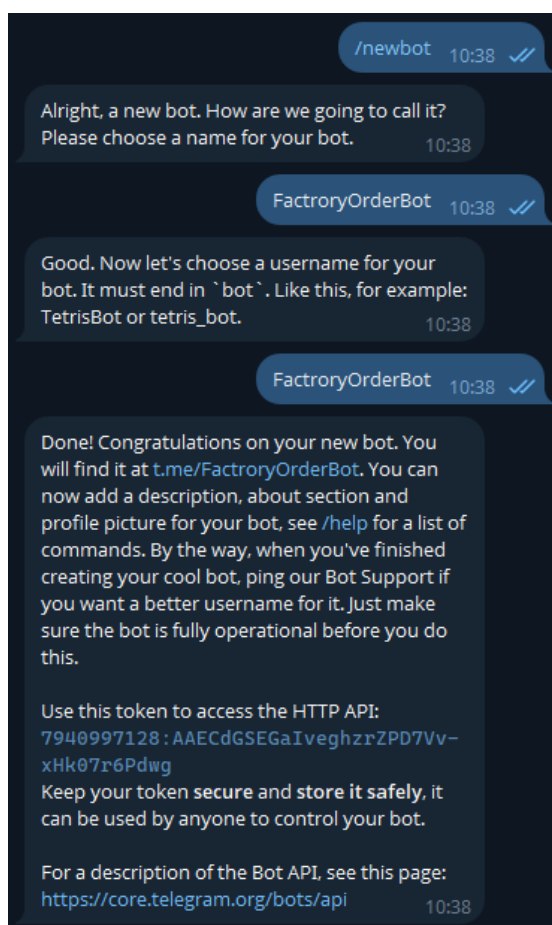 /newbot 10:38
Alright, a new bot. How are we going to call it?
Please choose a name for your bot.
10:38
FactroryOrderBot 10:38
Good. Now let's choose a username for your
bot. It must end in `bot`. Like this, for example:
TetrisBot or tetris_bot.
10:38
FactroryOrderBot 10:38
Done! Congratulations on your new bot. You
will find it at t.me/FactroryOrderBot. You can
now add a description, about section and
profile picture for your bot, see /help for a list of
commands. By the way, when you've finished
creating your cool bot, ping our Bot Support if
you want a better username for it. Just make
sure the bot is fully operational before you do
this.
Use this token to access the HTTP API:
7940997128:AAECdGSEGaIveghzrZPD7Vv-
xHk07r6Pdwg
Keep your token secure and store it safely, it
can be used by anyone to control your bot.
For a description of the Bot API, see this page:
https://core.telegram.org/bots/api
10:38